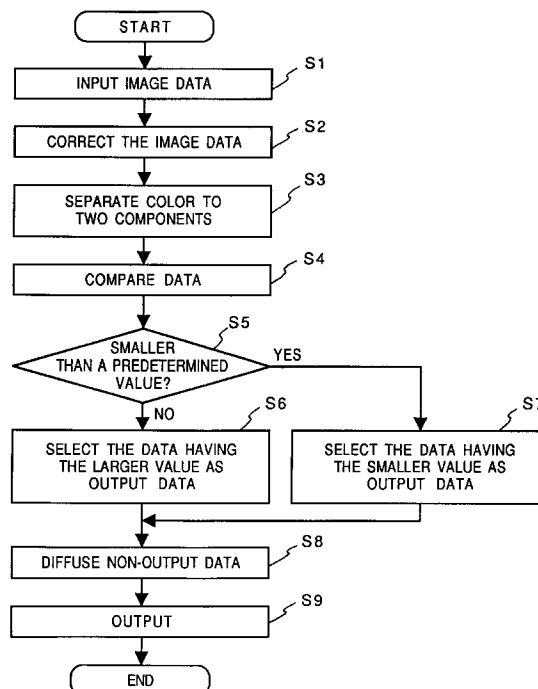 START
S1
INPUT IMAGE DATA
S2
CORRECT THE IMAGE DATA
S3
SEPARATE COLOR TO
TWO COMPONENTS
S4
COMPARE DATA
S5
SMALLER
THAN A PREDETERMINED
VALUE?
YES
NO
S6
SELECT THE DATA HAVING
THE LARGER VALUE AS
OUTPUT DATA
S7
SELECT THE DATA HAVING
THE SMALLER VALUE AS
OUTPUT DATA
S8
DIFFUSE NON-OUTPUT DATA
S9
OUTPUT
END